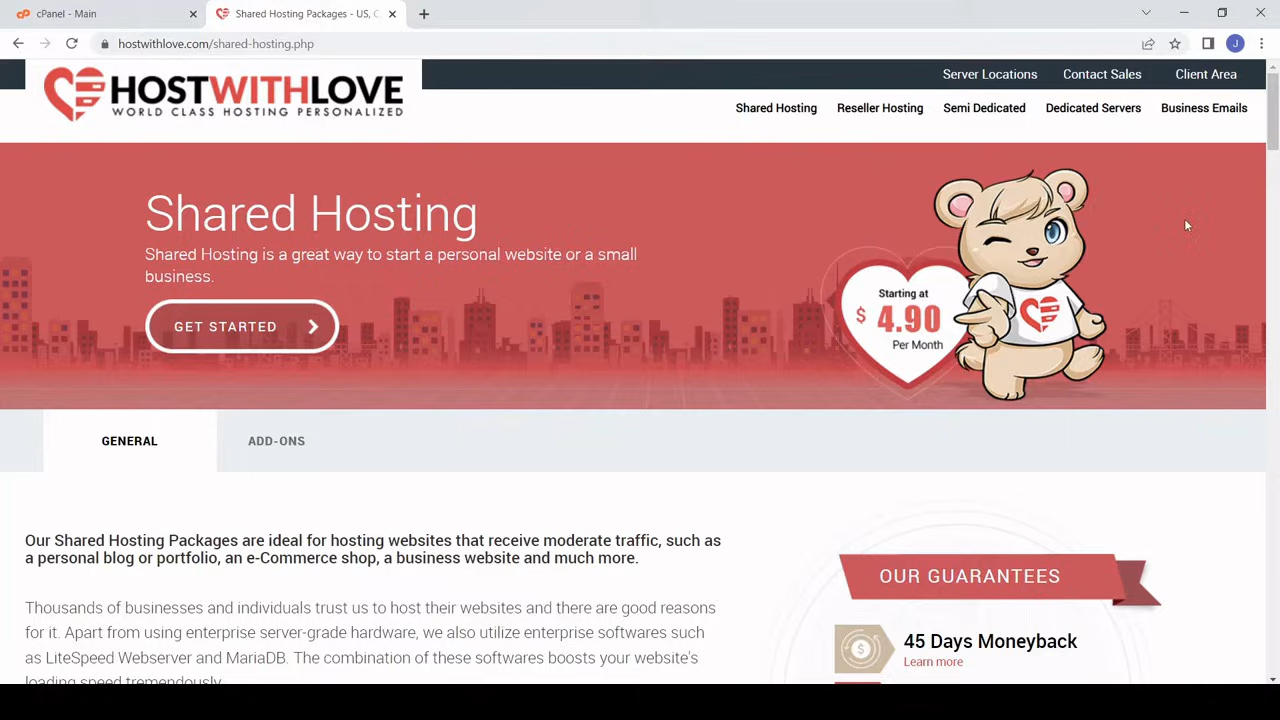 cPanel - Main
Shared Hosting Packages - US, C
hostwithlove.com/shared-hosting.php
J
Server Locations Contact Sales Client Area
HOSTWITHLOVE
WORLD CLASS HOSTING PERSONALIZED
Shared Hosting Reseller Hosting Semi Dedicated Dedicated Servers Business Emails
Shared Hosting
Shared Hosting is a great way to start a personal website or a small
business.
GET STARTED
Starting at
$ 4.90
Per Month
GENERAL ADD-ONS
Our Shared Hosting Packages are ideal for hosting websites that receive moderate traffic, such as
a personal blog or portfolio, an e-Commerce shop, a business website and much more.
Thousands of businesses and individuals trust us to host their websites and there are good reasons
for it. Apart from using enterprise server-grade hardware, we also utilize enterprise softwares such
as LiteSpeed Webserver and MariaDB. The combination of these softwares boosts your website's
loading speed tremendously.
OUR GUARANTEES
$
45 Days Moneyback
Learn more